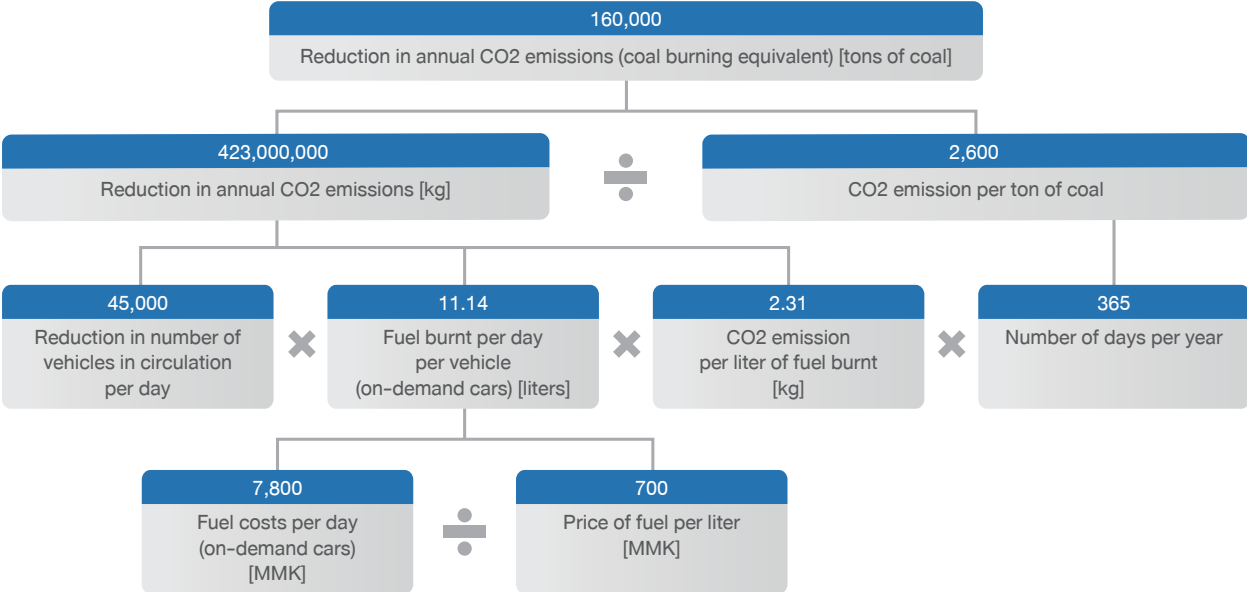 160,000
Reduction in annual CO2 emissions (coal burning equivalent) [tons of coal]
423,000,000
Reduction in annual CO2 emissions [kg]
÷
2,600
CO2 emission per ton of coal
45,000
Reduction in number of
vehicles in circulation
per day
×
11.14
Fuel burnt per day
per vehicle
(on-demand cars) [liters]
×
2.31
CO2 emission
per liter of fuel burnt
[kg]
×
365
Number of days per year
7,800
Fuel costs per day
(on-demand cars)
[MMK]
÷
700
Price of fuel per liter
[MMK]